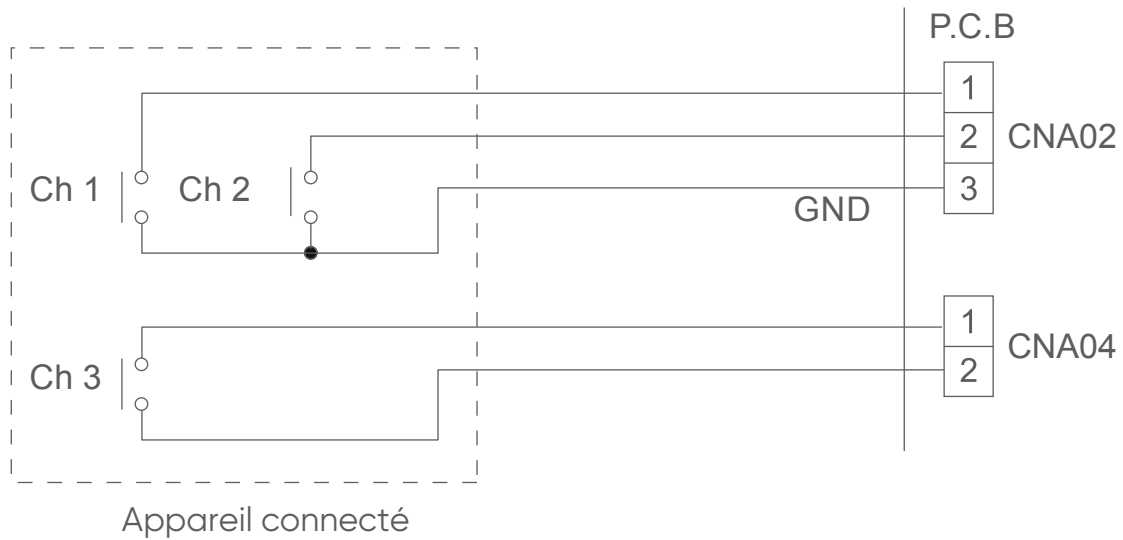 P.C.B
1
2
CNA02
3
Ch 1
Ch 2
GND
1
CNA04
2
Ch 3
Appareil connecté